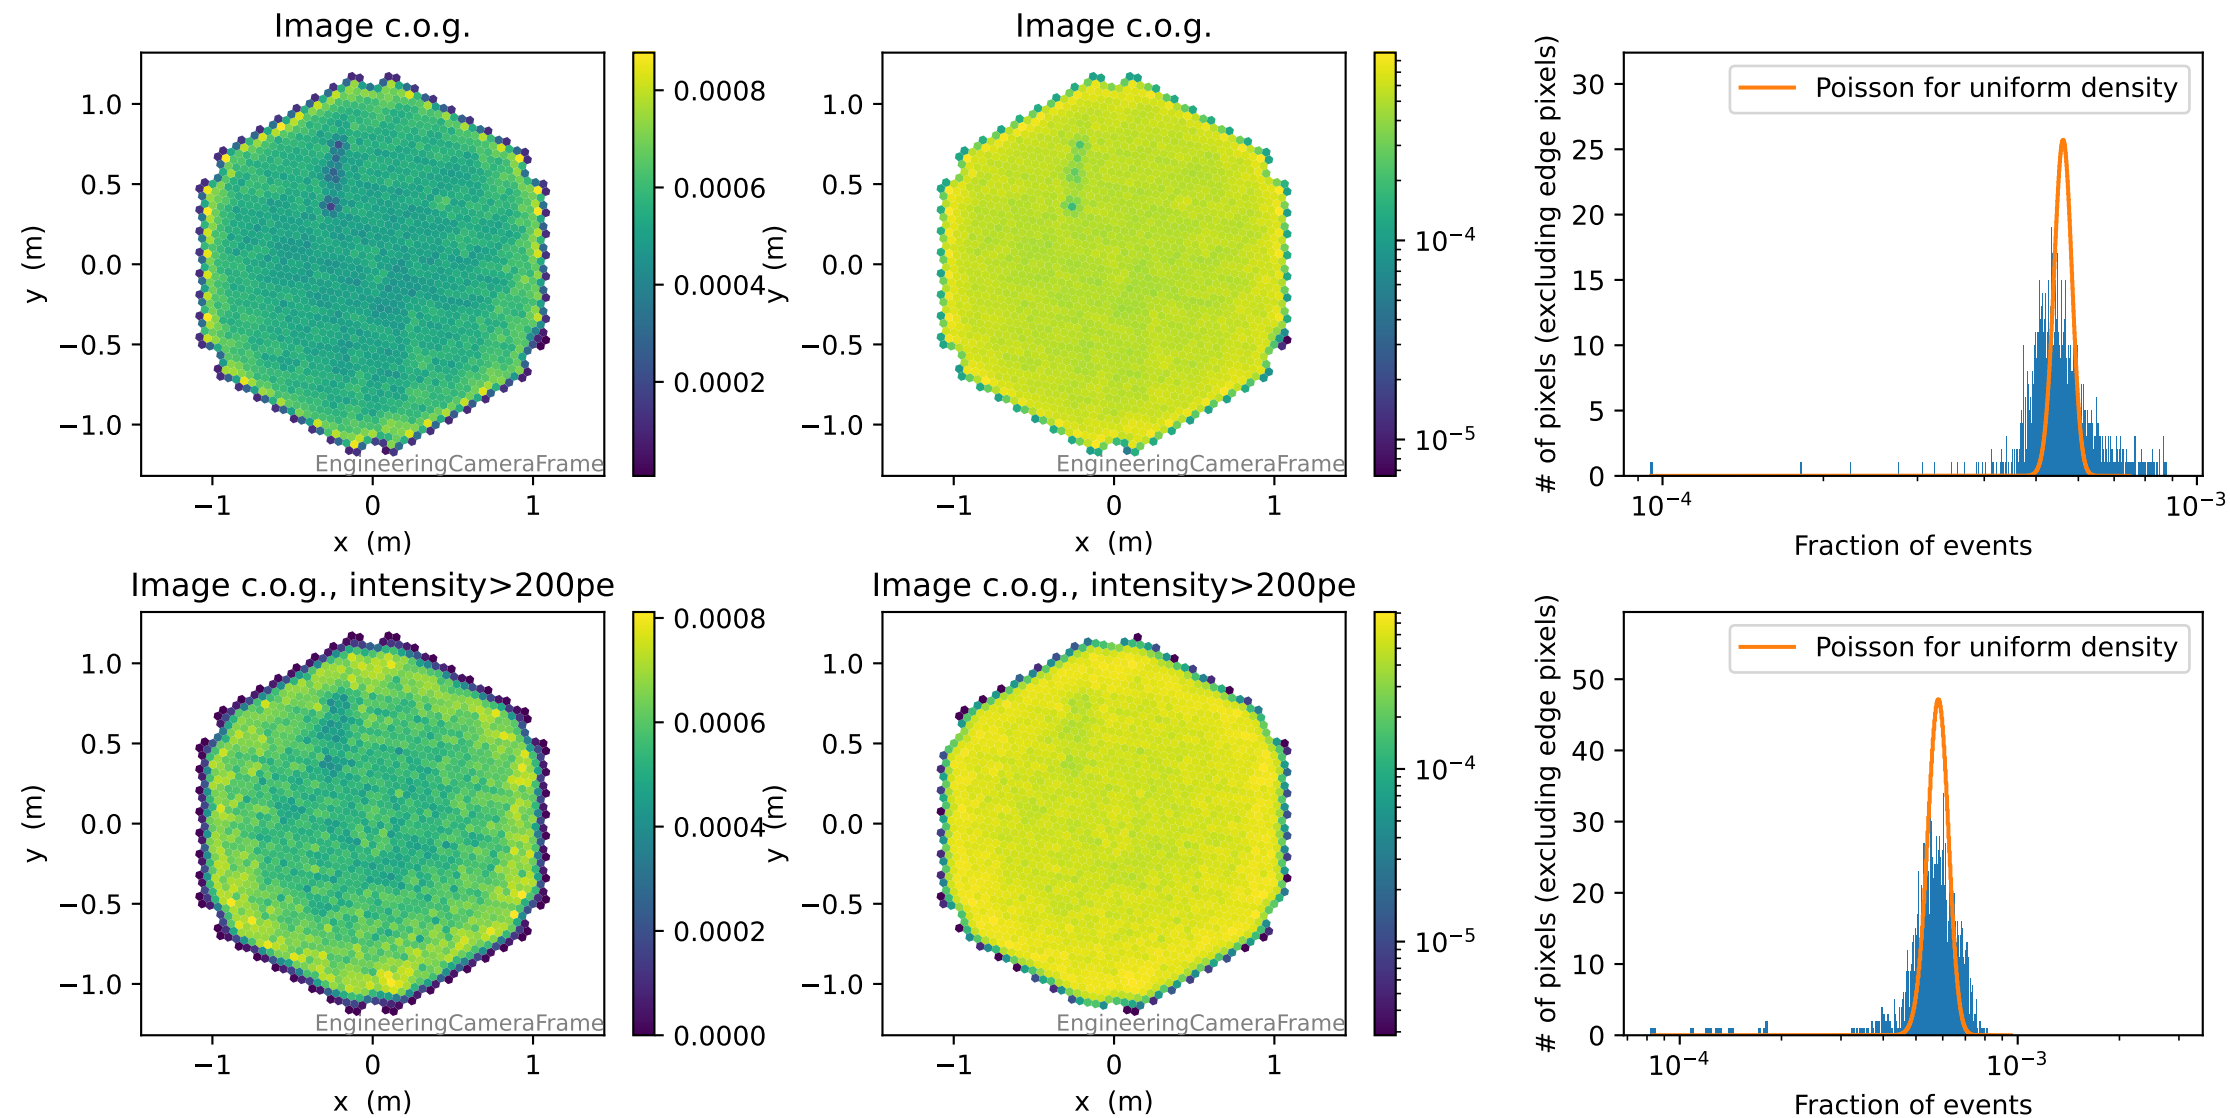 Image c.o.g.
1.0
0.5
0.0
−0.5
−1.0
y (m)
−1
0
1
x (m)
EngineeringCameraFrame
0.0008
0.0006
0.0004
0.0002
Image c.o.g.
1.0
0.5
0.0
−0.5
−1.0
y (m)
−1
0
1
x (m)
EngineeringCameraFrame
10⁻⁴
10⁻⁵
# of pixels (excluding edge pixels)
30
25
20
15
10
5
0
Poisson for uniform density
10⁻⁴
10⁻³
Fraction of events
Image c.o.g., intensity>200pe
1.0
0.5
0.0
−0.5
−1.0
y (m)
−1
0
1
x (m)
EngineeringCameraFrame
0.0008
0.0006
0.0004
0.0002
0.0000
Image c.o.g., intensity>200pe
1.0
0.5
0.0
−0.5
−1.0
y (m)
−1
0
1
x (m)
EngineeringCameraFrame
10⁻⁴
10⁻⁵
# of pixels (excluding edge pixels)
50
40
30
20
10
0
Poisson for uniform density
10⁻⁴
10⁻³
Fraction of events